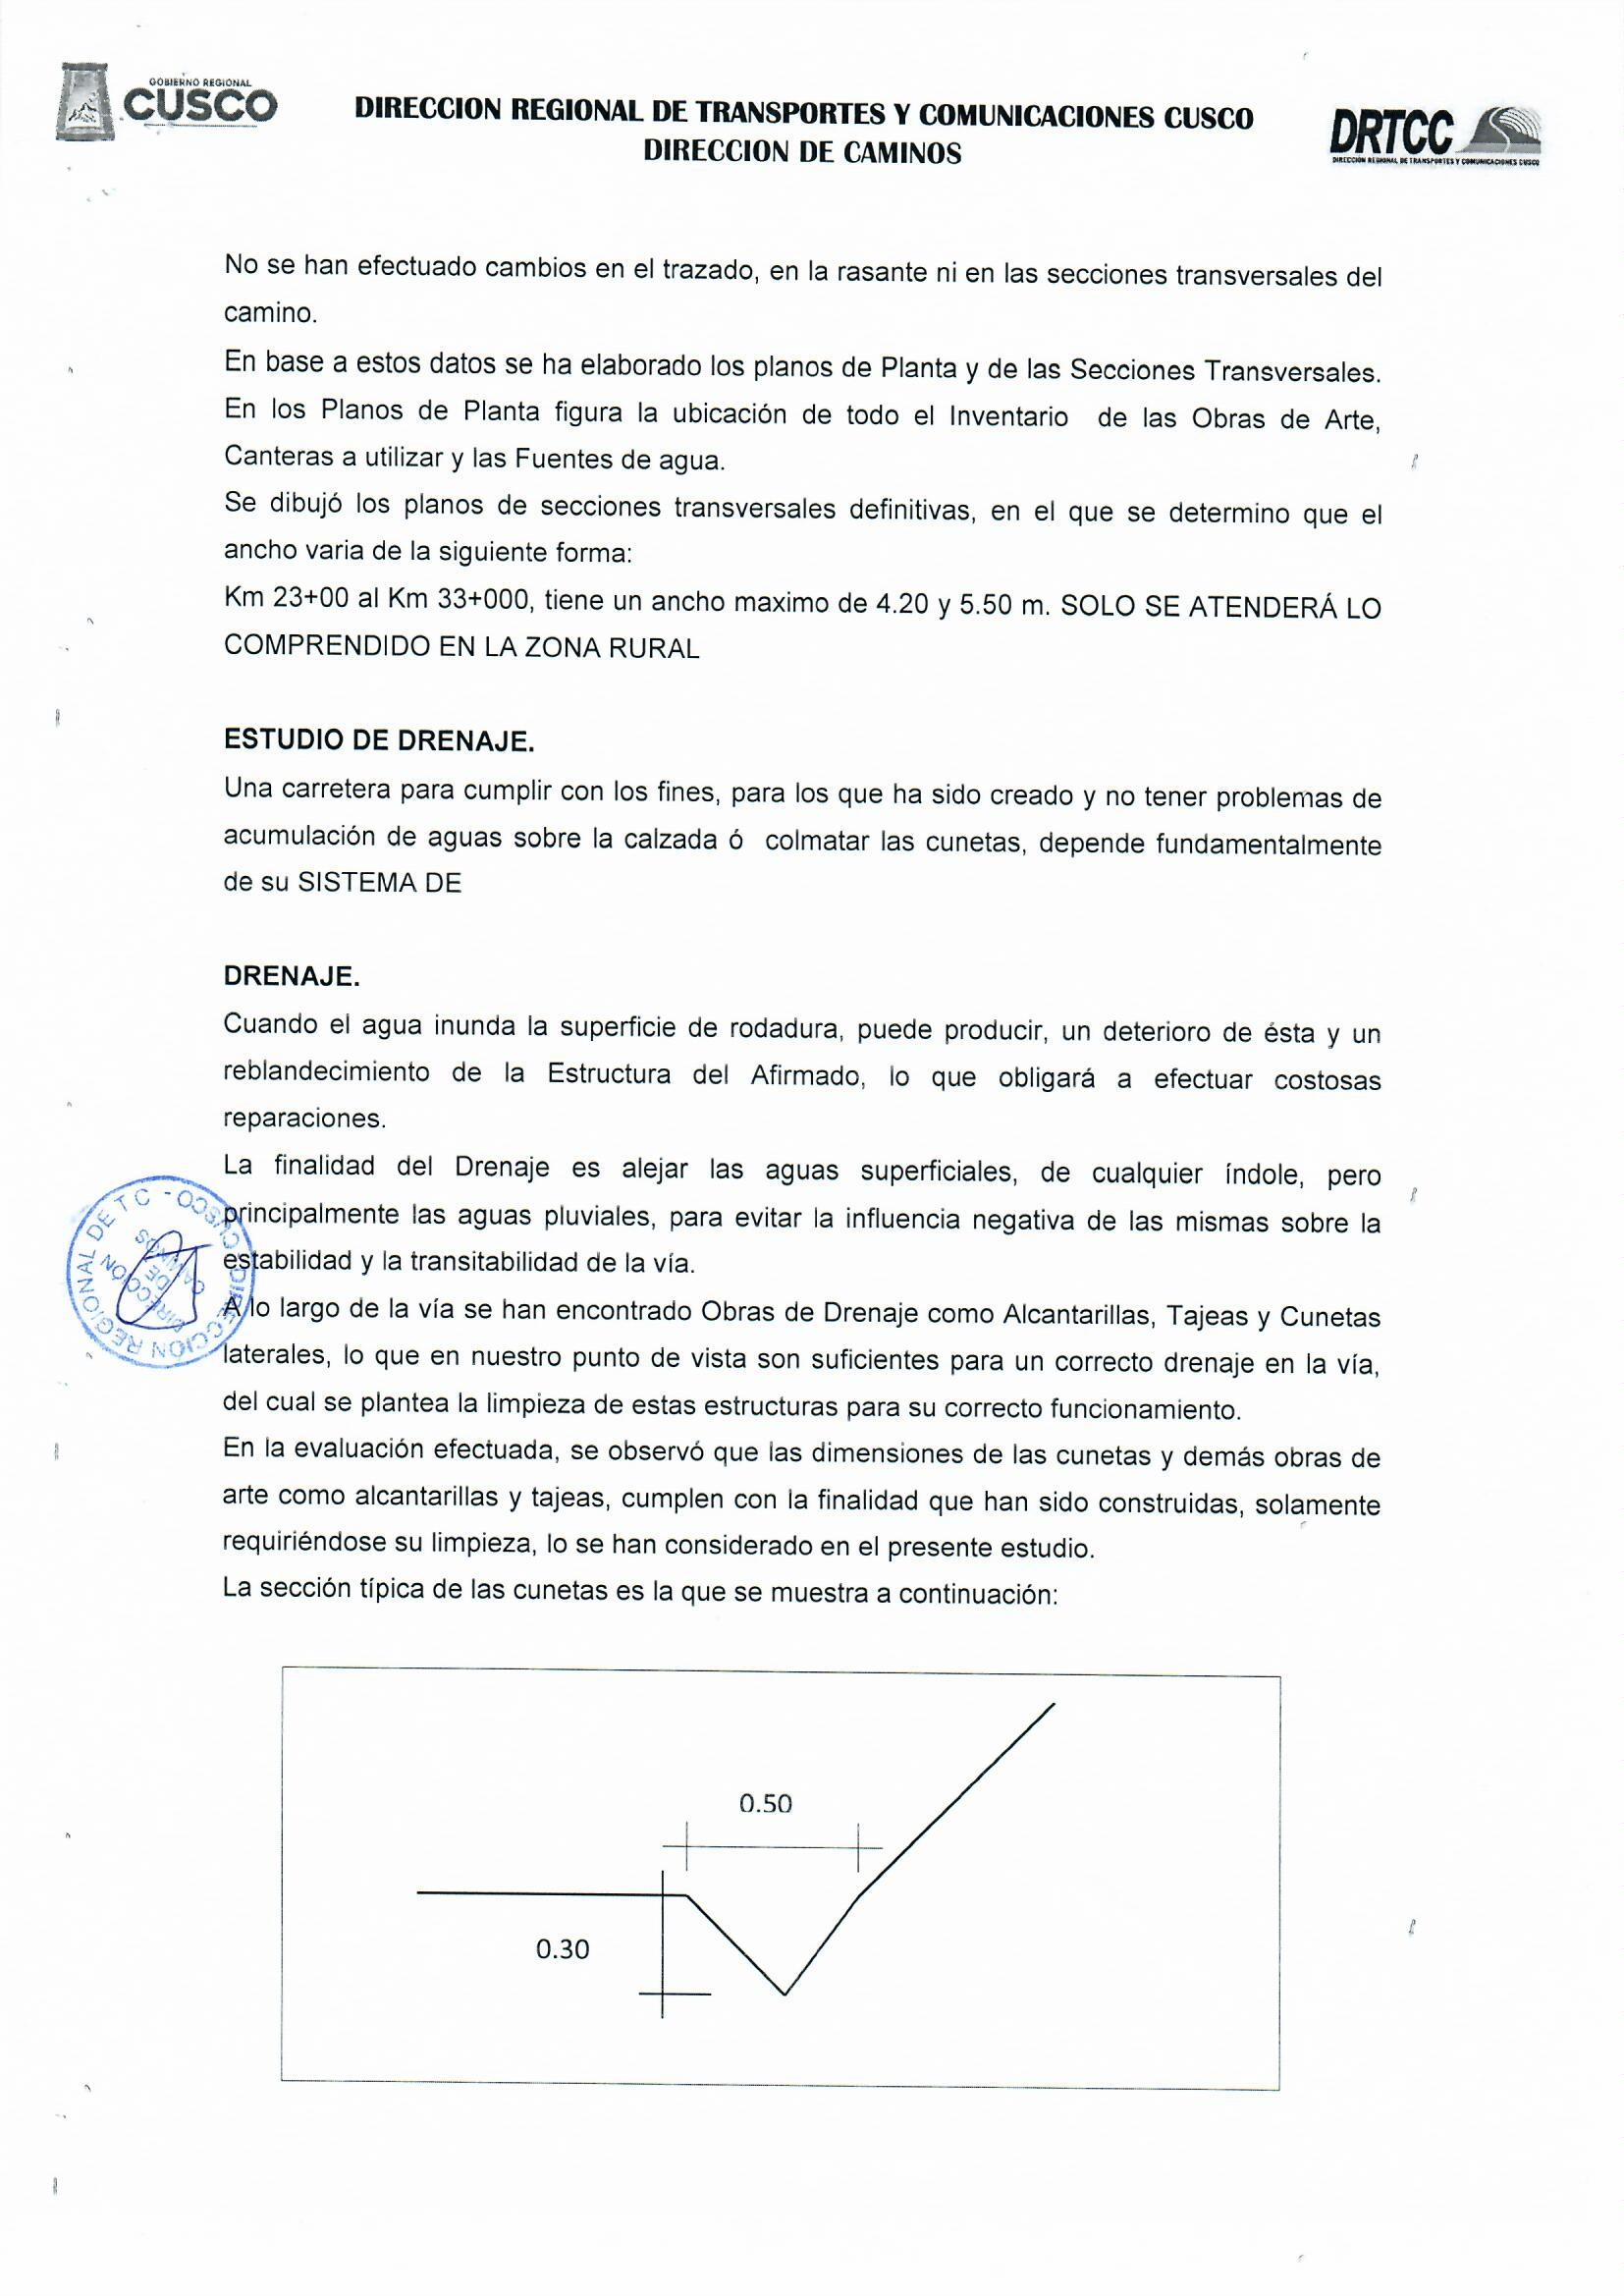 GOBIERNO REGIONAL
CUSCO
DIRECCION REGIONAL DE TRANSPORTES Y COMUNICACIONES CUSCO
DIRECCION DE CAMINOS
DRTCC
DIRECCIÓN REGIONAL DE TRANSPORTES Y COMUNICACIONES CUSCO
No se han efectuado cambios en el trazado, en la rasante ni en las secciones transversales del
camino.
En base a estos datos se ha elaborado los planos de Planta y de las Secciones Transversales.
En los Planos de Planta figura la ubicación de todo el Inventario de las Obras de Arte,
Canteras a utilizar y las Fuentes de agua.
Se dibujó los planos de secciones transversales definitivas, en el que se determino que el
ancho varia de la siguiente forma:
Km 23+00 al Km 33+000, tiene un ancho maximo de 4.20 y 5.50 m. SOLO SE ATENDERÁ LO
COMPRENDIDO EN LA ZONA RURAL
ESTUDIO DE DRENAJE.
Una carretera para cumplir con los fines, para los que ha sido creado y no tener problemas de
acumulación de aguas sobre la calzada ó colmatar las cunetas, depende fundamentalmente
de su SISTEMA DE
DRENAJE.
Cuando el agua inunda la superficie de rodadura, puede producir, un deterioro de ésta y un
reblandecimiento de la Estructura del Afirmado, lo que obligará a efectuar costosas
reparaciones.
La finalidad del Drenaje es alejar las aguas superficiales, de cualquier índole, pero
principalmente las aguas pluviales, para evitar la influencia negativa de las mismas sobre la
estabilidad y la transitabilidad de la vía.
A lo largo de la vía se han encontrado Obras de Drenaje como Alcantarillas, Tajeas y Cunetas
laterales, lo que en nuestro punto de vista son suficientes para un correcto drenaje en la vía,
del cual se plantea la limpieza de estas estructuras para su correcto funcionamiento.
En la evaluación efectuada, se observó que las dimensiones de las cunetas y demás obras de
arte como alcantarillas y tajeas, cumplen con la finalidad que han sido construidas, solamente
requiriéndose su limpieza, lo se han considerado en el presente estudio.
La sección típica de las cunetas es la que se muestra a continuación:
DIRECCION REGIONAL DE T C - CUSCO -
DIRECCIÓN
DE
CAMINOS
0.50
0.30